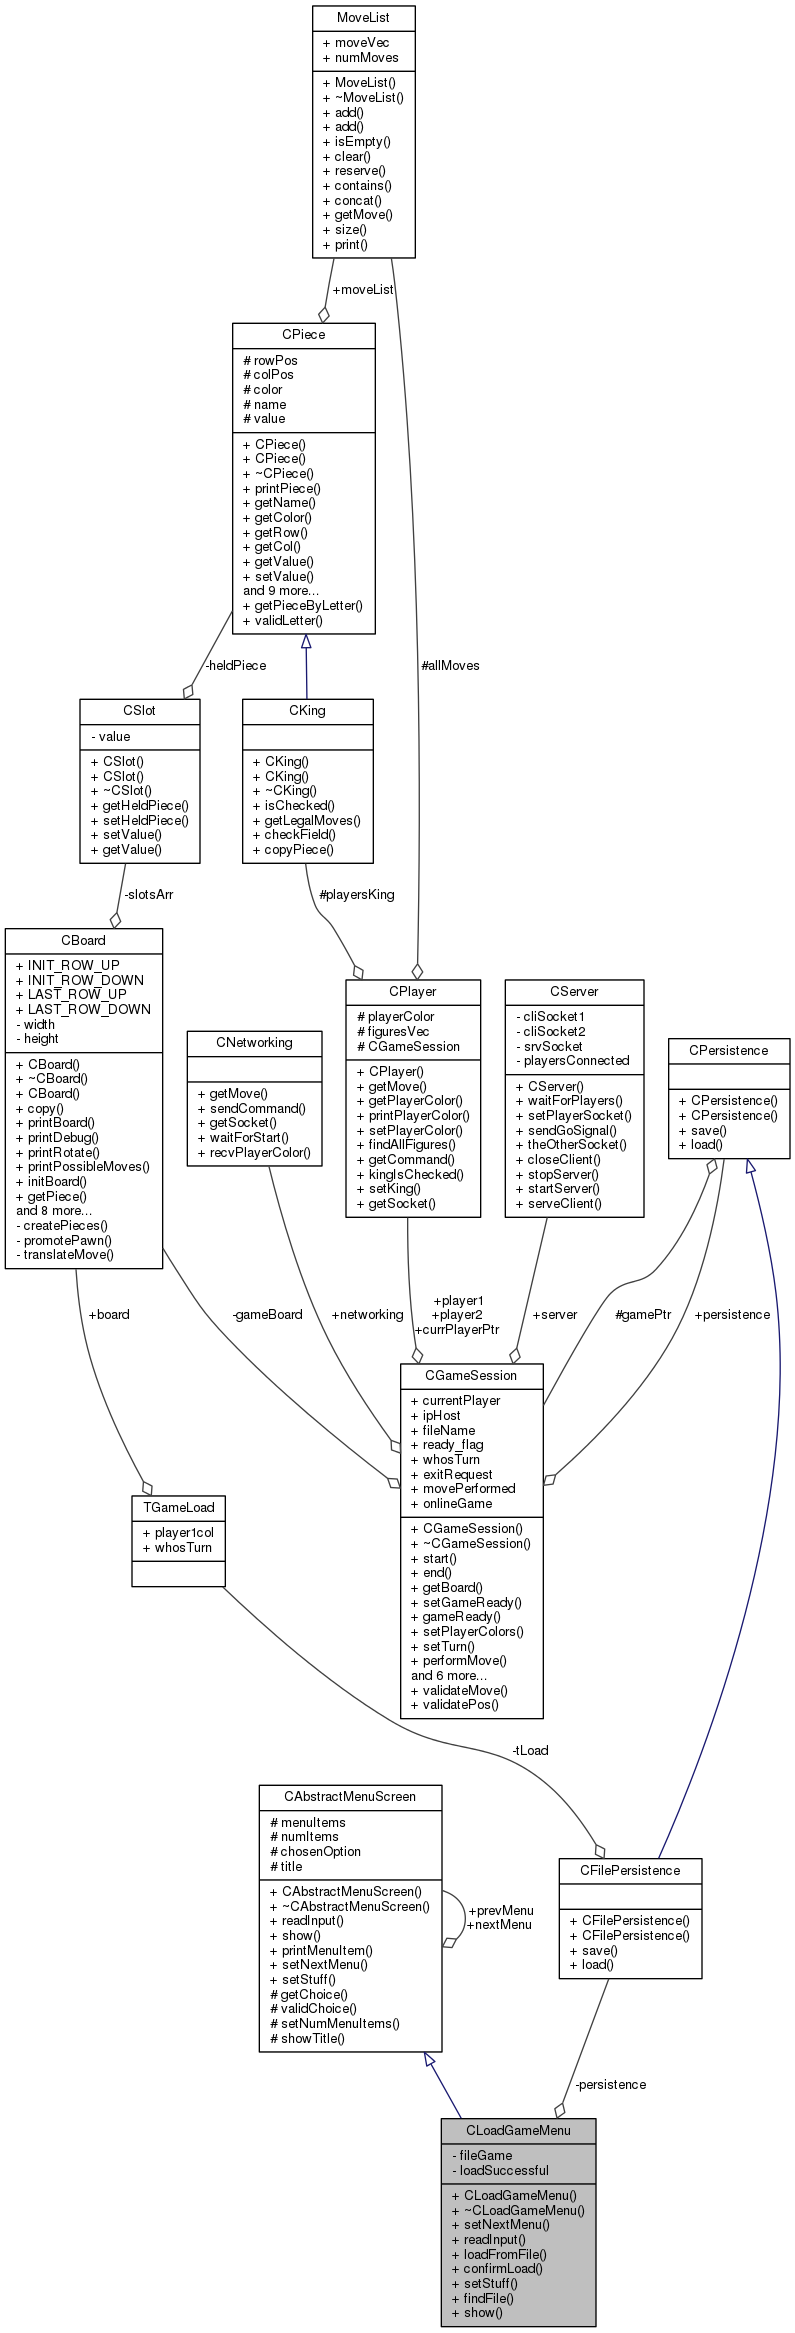 MoveList
+ moveVec
+ numMoves
+ MoveList()
+ ~MoveList()
+ add()
+ add()
+ isEmpty()
+ clear()
+ reserve()
+ contains()
+ concat()
+ getMove()
+ size()
+ print()
+moveList
CPiece
# rowPos
# colPos
# color
# name
# value
+ CPiece()
+ CPiece()
+ ~CPiece()
+ printPiece()
+ getName()
+ getColor()
+ getRow()
+ getCol()
+ getValue()
+ setValue()
and 9 more...
+ getPieceByLetter()
+ validLetter()
-heldPiece
#allMoves
CSlot
- value
+ CSlot()
+ CSlot()
+ ~CSlot()
+ getHeldPiece()
+ setHeldPiece()
+ setValue()
+ getValue()
CKing
+ CKing()
+ CKing()
+ ~CKing()
+ isChecked()
+ getLegalMoves()
+ checkField()
+ copyPiece()
-slotsArr
#playersKing
CBoard
+ INIT_ROW_UP
+ INIT_ROW_DOWN
+ LAST_ROW_UP
+ LAST_ROW_DOWN
- width
- height
+ CBoard()
+ ~CBoard()
+ CBoard()
+ copy()
+ printBoard()
+ printDebug()
+ printRotate()
+ printPossibleMoves()
+ initBoard()
+ getPiece()
and 8 more...
- createPieces()
- promotePawn()
- translateMove()
CNetworking
+ getMove()
+ sendCommand()
+ getSocket()
+ waitForStart()
+ recvPlayerColor()
CPlayer
# playerColor
# figuresVec
# CGameSession
+ CPlayer()
+ getMove()
+ getPlayerColor()
+ printPlayerColor()
+ setPlayerColor()
+ findAllFigures()
+ getCommand()
+ kingIsChecked()
+ setKing()
+ getSocket()
CServer
- cliSocket1
- cliSocket2
- srvSocket
- playersConnected
+ CServer()
+ waitForPlayers()
+ setPlayerSocket()
+ sendGoSignal()
+ theOtherSocket()
+ closeClient()
+ stopServer()
+ startServer()
+ serveClient()
CPersistence
+ CPersistence()
+ CPersistence()
+ save()
+ load()
+board
-gameBoard
+networking
+player1
+player2
+currPlayerPtr
+server
#gamePtr
+persistence
CGameSession
+ currentPlayer
+ ipHost
+ fileName
+ ready_flag
+ whosTurn
+ exitRequest
+ movePerformed
+ onlineGame
+ CGameSession()
+ ~CGameSession()
+ start()
+ end()
+ getBoard()
+ setGameReady()
+ gameReady()
+ setPlayerColors()
+ setTurn()
+ performMove()
and 6 more...
+ validateMove()
+ validatePos()
TGameLoad
+ player1col
+ whosTurn
-tLoad
CAbstractMenuScreen
# menuItems
# numItems
# chosenOption
# title
+ CAbstractMenuScreen()
+ ~CAbstractMenuScreen()
+ readInput()
+ show()
+ printMenuItem()
+ setNextMenu()
+ setStuff()
# getChoice()
# validChoice()
# setNumMenuItems()
# showTitle()
+prevMenu
+nextMenu
CFilePersistence
+ CFilePersistence()
+ CFilePersistence()
+ save()
+ load()
-persistence
CLoadGameMenu
- fileGame
- loadSuccessful
+ CLoadGameMenu()
+ ~CLoadGameMenu()
+ setNextMenu()
+ readInput()
+ loadFromFile()
+ confirmLoad()
+ setStuff()
+ findFile()
+ show()